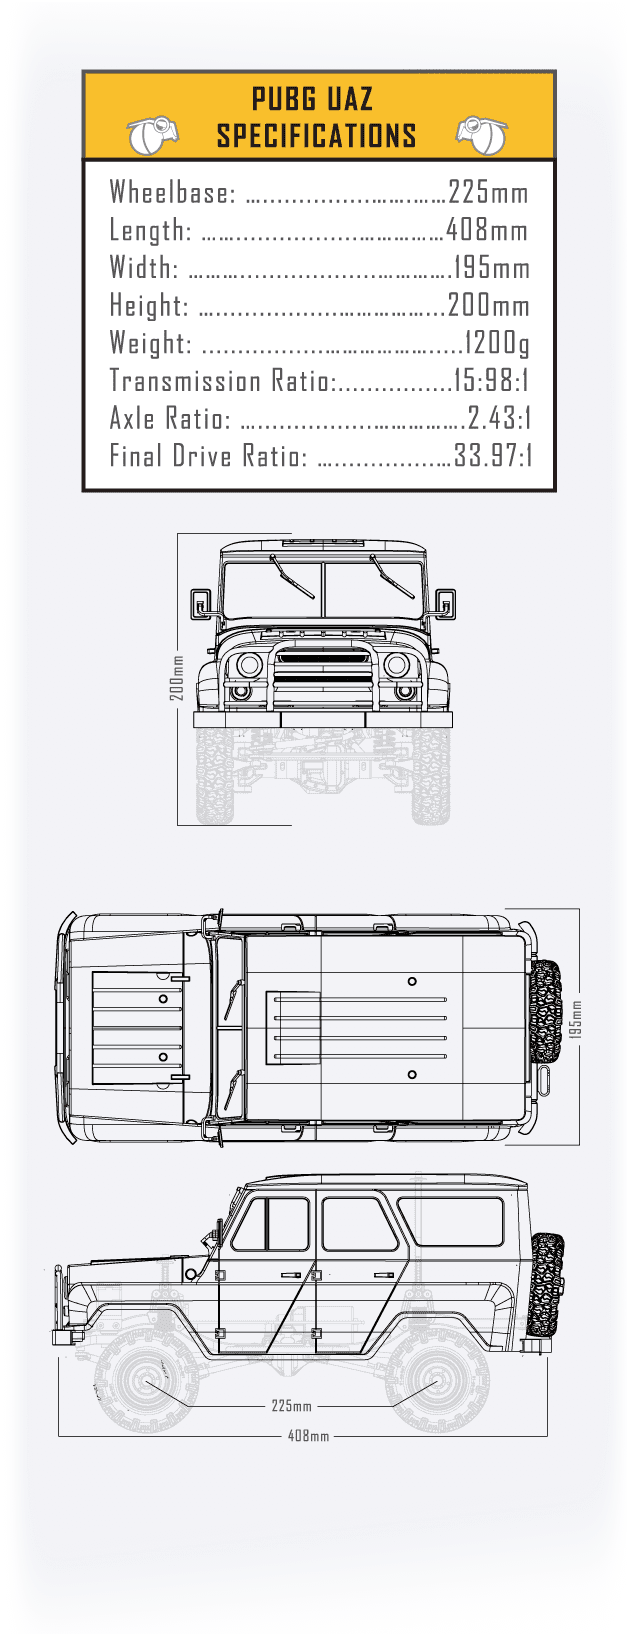 PUBG UAZ
SPECIFICATIONS
Wheelbase: ........................225mm
Length: ........................408mm
Width: ........................195mm
Height: ........................200mm
Weight: ........................1200g
Transmission Ratio:................15:98:1
Axle Ratio: ........................2.43:1
Final Drive Ratio: ..................33.97:1
200mm
195mm
225mm
408mm